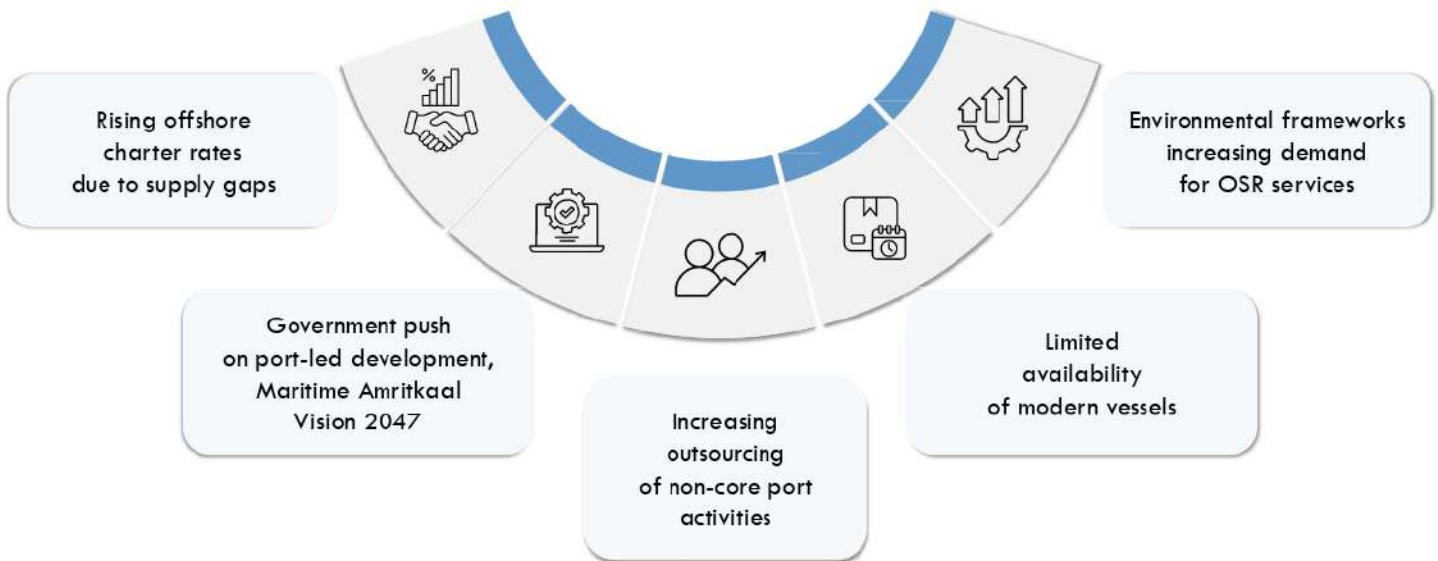 %
Rising offshore
charter rates
due to supply gaps
Government push
on port-led development,
Maritime Amritkaal
Vision 2047
Increasing
outsourcing
of non-core port
activities
Limited
availability
of modern vessels
Environmental frameworks
increasing demand
for OSR services